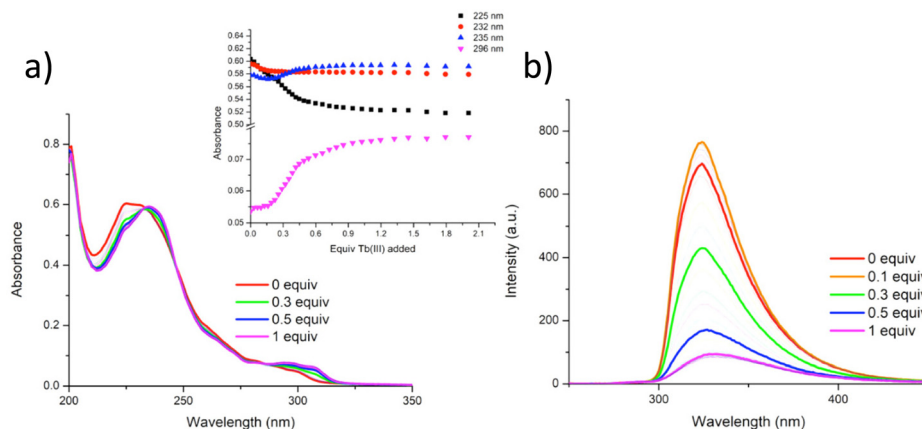 a)
225 nm
232 nm
235 nm
296 nm
0.64
0.62
0.60
0.58
0.56
0.54
0.52
0.50
0.07
0.06
0.05
Absorbance
0.0 0.3 0.6 0.9 1.2 1.5 1.8 2.1
Equiv Tb(III) added
0.8
0.6
0.4
0.2
0.0
Absorbance
0 equiv
0.3 equiv
0.5 equiv
1 equiv
200 250 300 350
Wavelength (nm)
b)
800
700
600
500
400
300
200
100
0
Intensity (a.u.)
0 equiv
0.1 equiv
0.3 equiv
0.5 equiv
1 equiv
300 400
Wavelength (nm)